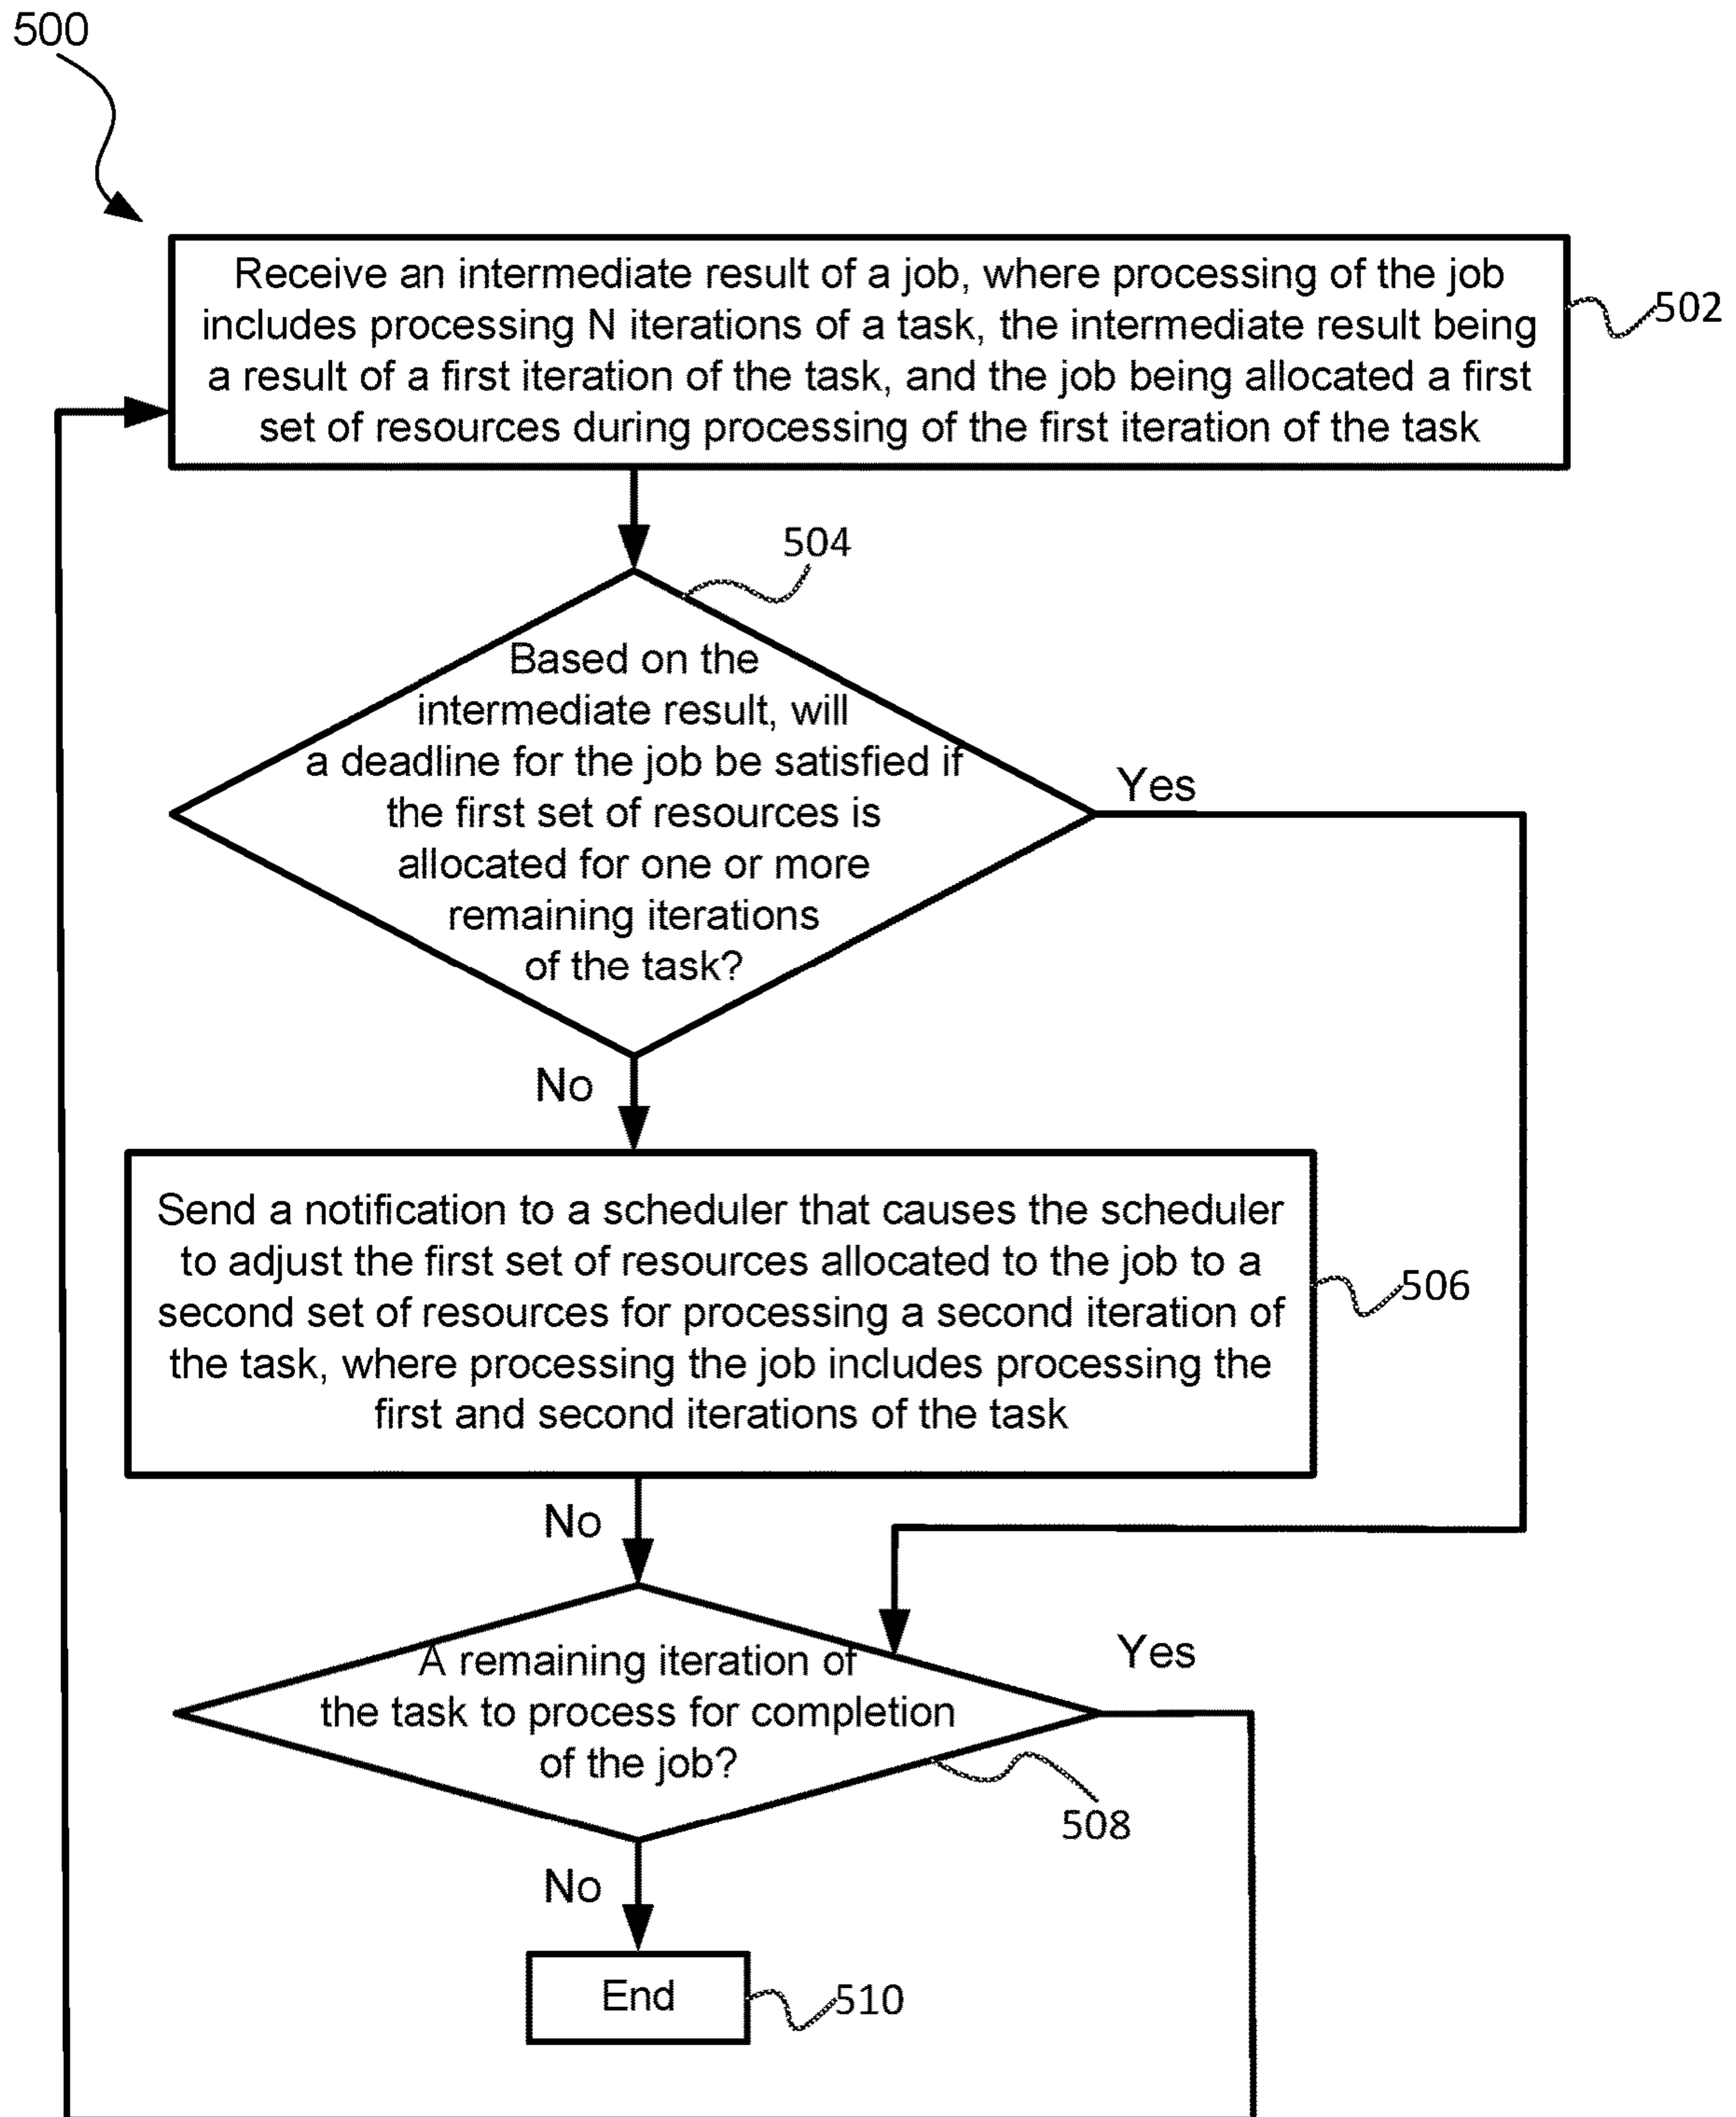 500
Receive an intermediate result of a job, where processing of the job
includes processing N iterations of a task, the intermediate result being
a result of a first iteration of the task, and the job being allocated a first
set of resources during processing of the first iteration of the task
502
504
Based on the
intermediate result, will
a deadline for the job be satisfied if
the first set of resources is
allocated for one or more
remaining iterations
of the task?
Yes
No
Send a notification to a scheduler that causes the scheduler
to adjust the first set of resources allocated to the job to a
second set of resources for processing a second iteration of
the task, where processing the job includes processing the
first and second iterations of the task
506
No
A remaining iteration of
the task to process for completion
of the job?
Yes
508
No
End
510